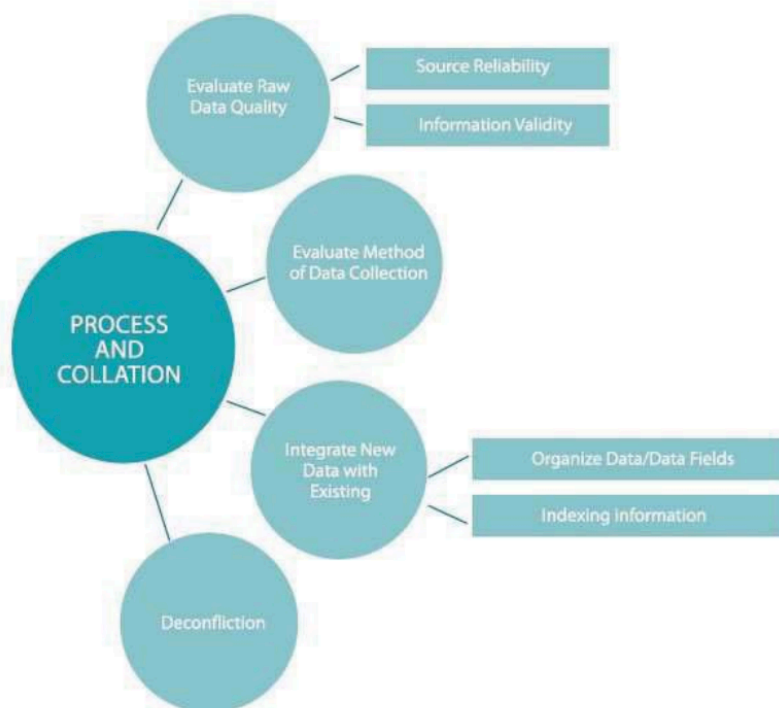 Evaluate Raw
Data Quality
Source Reliability
Information Validity
Evaluate Method
of Data Collection
PROCESS
AND
COLLATION
Integrate New
Data with
Existing
Organize Data/Data Fields
Indexing information
Deconfliction